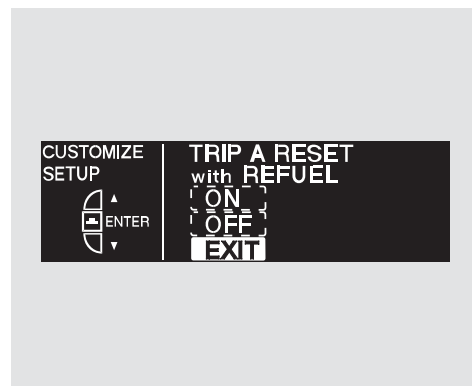 CUSTOMIZE
SETUP
▲
ENTER
▼
TRIP A RESET
with REFUEL
ON
OFF
EXIT